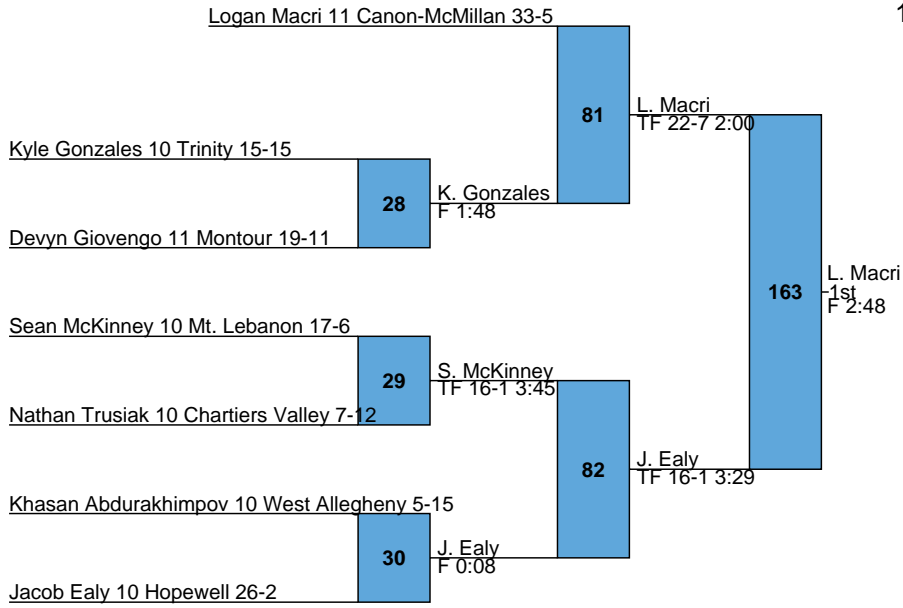 Logan Macri 11 Canon-McMillan 33-5
1
81
L. Macri
TF 22-7 2:00
Kyle Gonzales 10 Trinity 15-15
28
K. Gonzales
F 1:48
Devyn Giovengo 11 Montour 19-11
163
L. Macri
1st
F 2:48
Sean McKinney 10 Mt. Lebanon 17-6
29
S. McKinney
TF 16-1 3:45
Nathan Trusiak 10 Chartiers Valley 7-12
82
J. Ealy
TF 16-1 3:29
Khasan Abdurakhimpov 10 West Allegheny 5-15
30
J. Ealy
F 0:08
Jacob Ealy 10 Hopewell 26-2